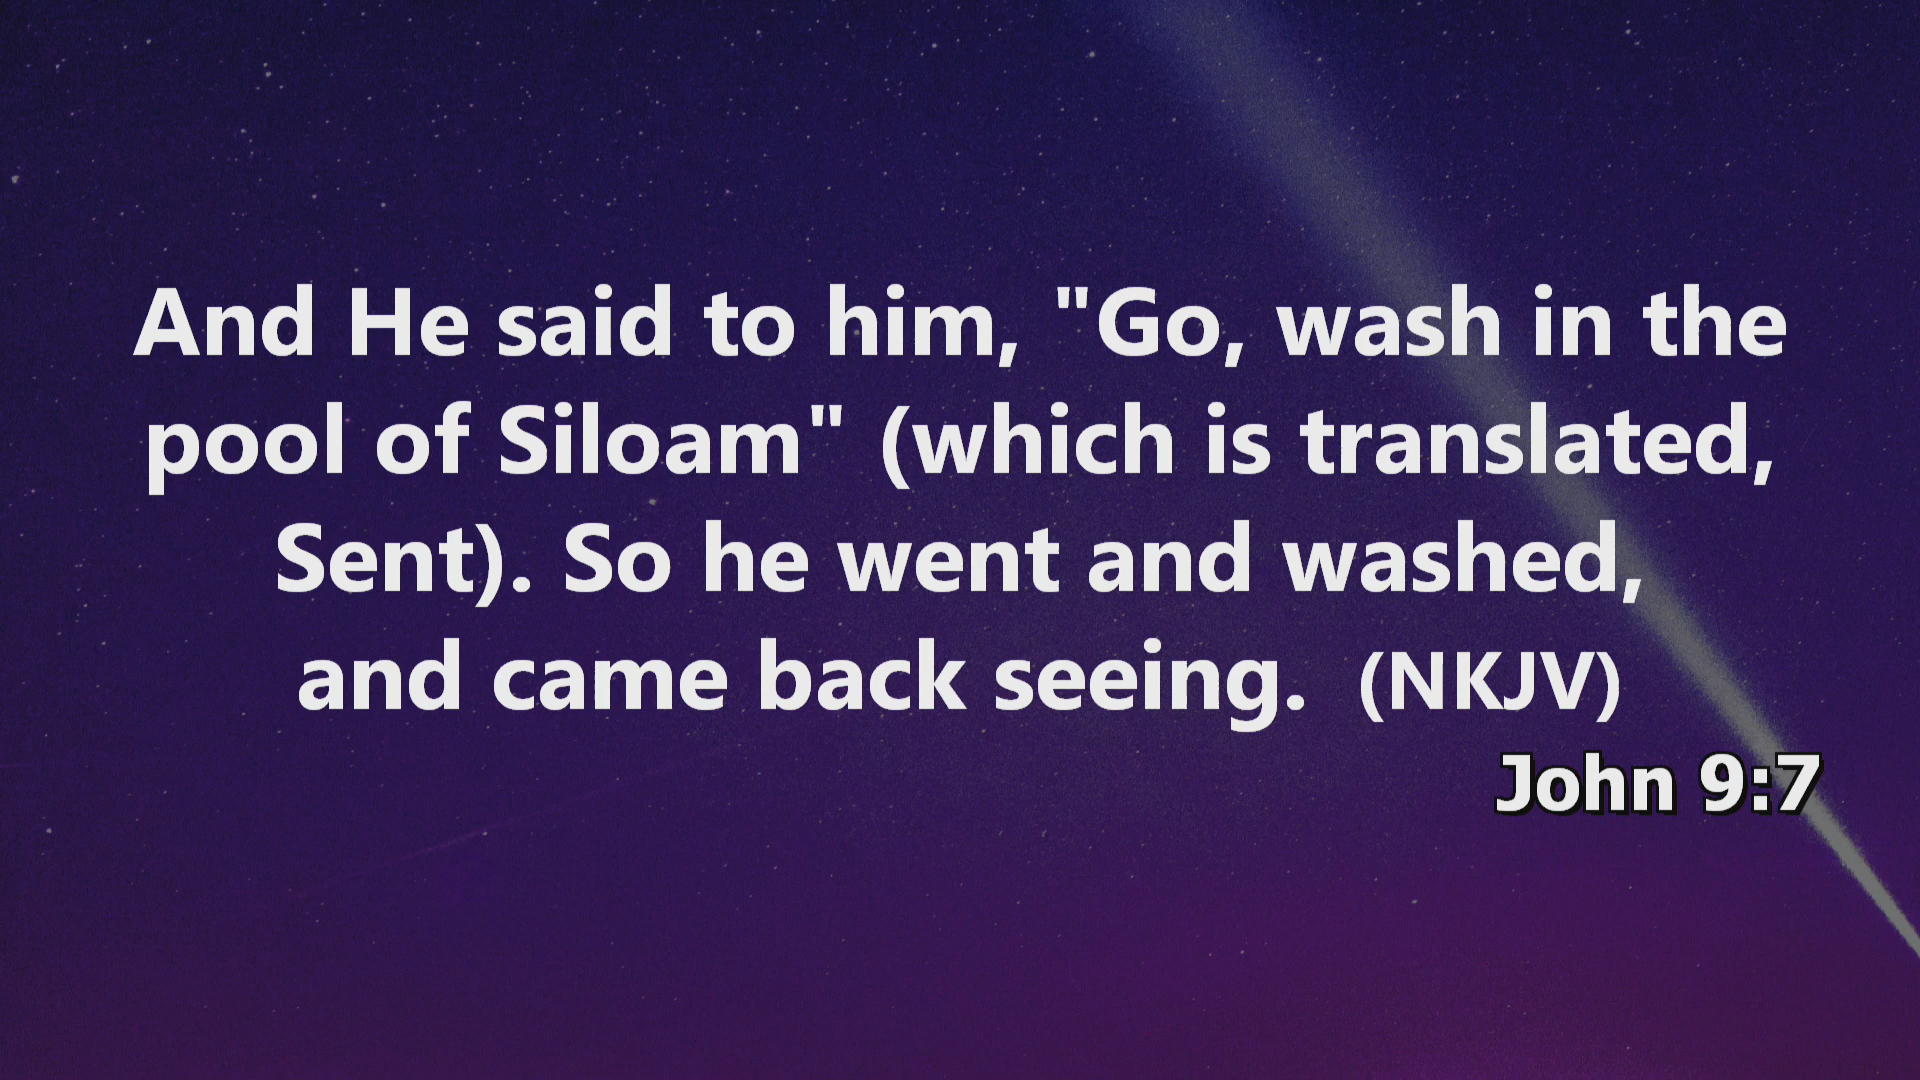 And He said to him, "Go, wash in the
pool of Siloam" (which is translated,
Sent). So he went and washed,
and came back seeing.  (NKJV)
John 9:7